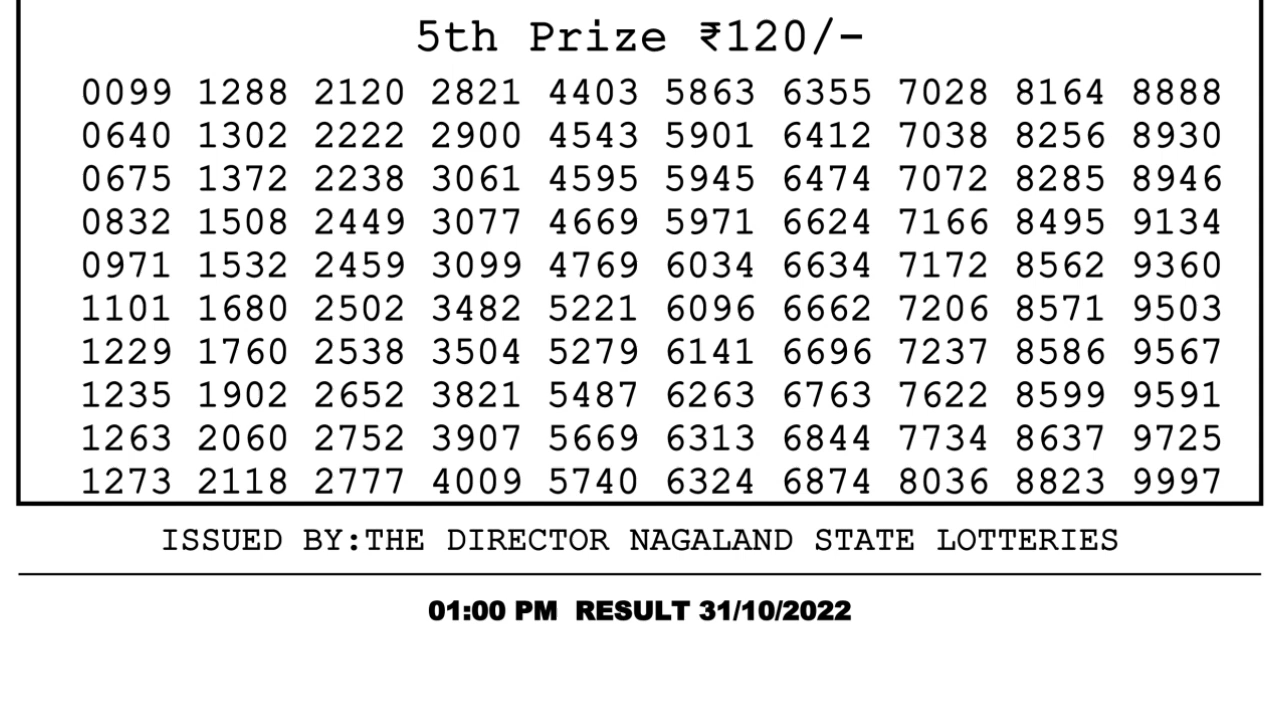 5th Prize ₹120/-
0099 1288 2120 2821 4403 5863 6355 7028 8164 8888
0640 1302 2222 2900 4543 5901 6412 7038 8256 8930
0675 1372 2238 3061 4595 5945 6474 7072 8285 8946
0832 1508 2449 3077 4669 5971 6624 7166 8495 9134
0971 1532 2459 3099 4769 6034 6634 7172 8562 9360
1101 1680 2502 3482 5221 6096 6662 7206 8571 9503
1229 1760 2538 3504 5279 6141 6696 7237 8586 9567
1235 1902 2652 3821 5487 6263 6763 7622 8599 9591
1263 2060 2752 3907 5669 6313 6844 7734 8637 9725
1273 2118 2777 4009 5740 6324 6874 8036 8823 9997
ISSUED BY:THE DIRECTOR NAGALAND STATE LOTTERIES
01:00 PM RESULT 31/10/2022